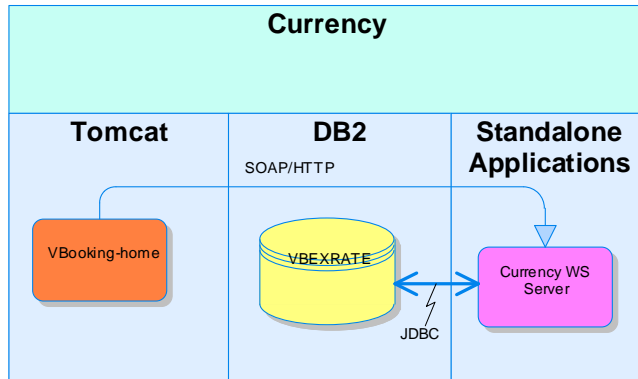 Currency
Tomcat
DB2
Standalone
Applications
SOAP/HTTP
VBooking-home
VBEXRATE
Currency WS
Server
JDBC